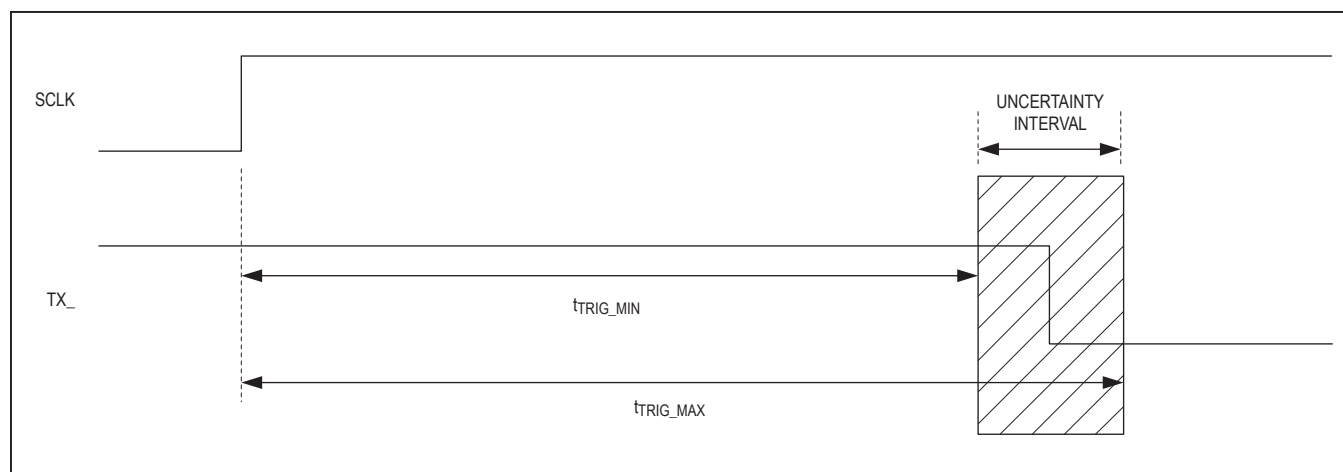 SCLK
UNCERTAINTY
INTERVAL
TX_
tTRIG_MIN
tTRIG_MAX